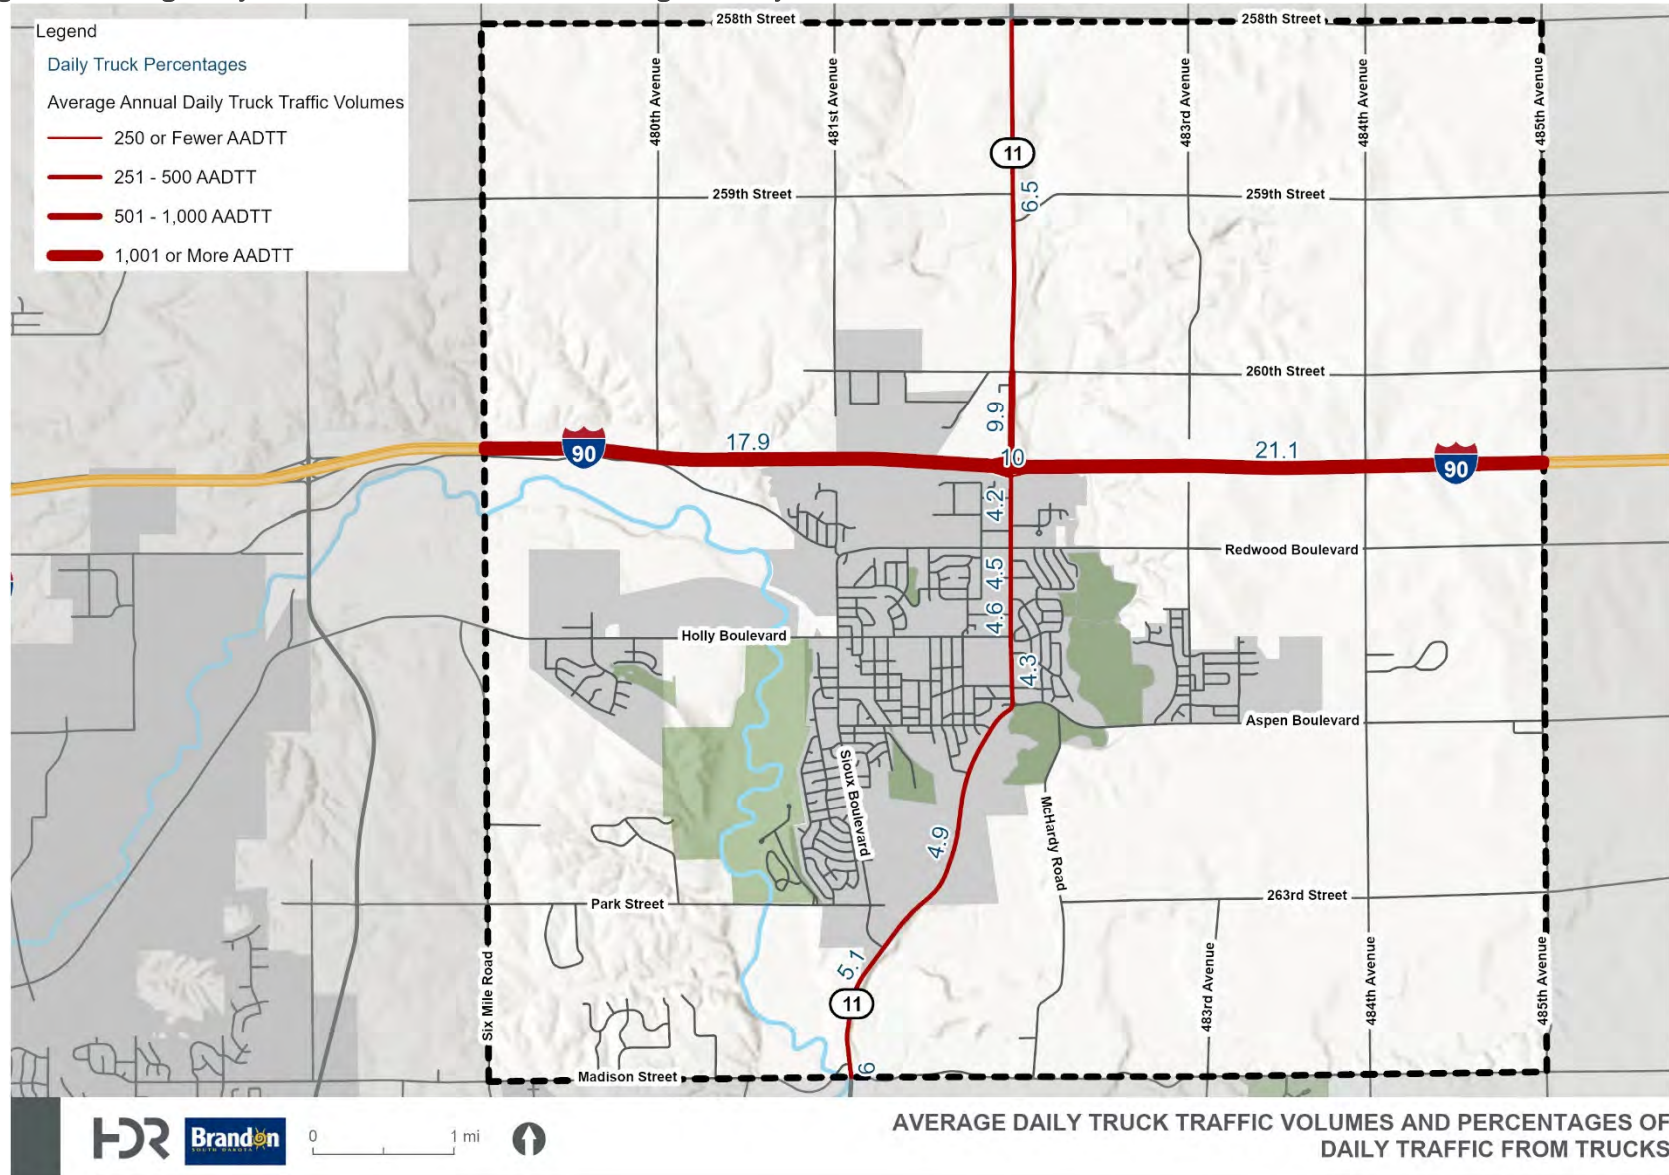 Legend
Daily Truck Percentages
Average Annual Daily Truck Traffic Volumes
250 or Fewer AADTT
251 - 500 AADTT
501 - 1,000 AADTT
1,001 or More AADTT
258th Street
258th Street
480th Avenue
481st Avenue
483rd Avenue
484th Avenue
485th Avenue
11
6.5
259th Street
259th Street
260th Street
9.9
90
17.9
10
21.1
90
4.2
Redwood Boulevard
4.5
4.6
Holly Boulevard
4.3
Aspen Boulevard
Sioux Boulevard
McHardy Road
4.9
Park Street
263rd Street
5.1
11
Six Mile Road
483rd Avenue
484th Avenue
485th Avenue
6
Madison Street
HDR
Brandon
SOUTH DAKOTA
0 1 mi
AVERAGE DAILY TRUCK TRAFFIC VOLUMES AND PERCENTAGES OF
DAILY TRAFFIC FROM TRUCKS